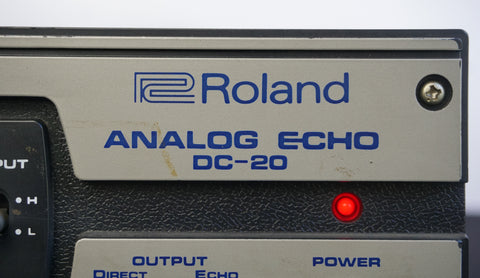 Roland
ANALOG ECHO
DC-20
PUT
H
L
OUTPUT POWER
DIRECT ECHO